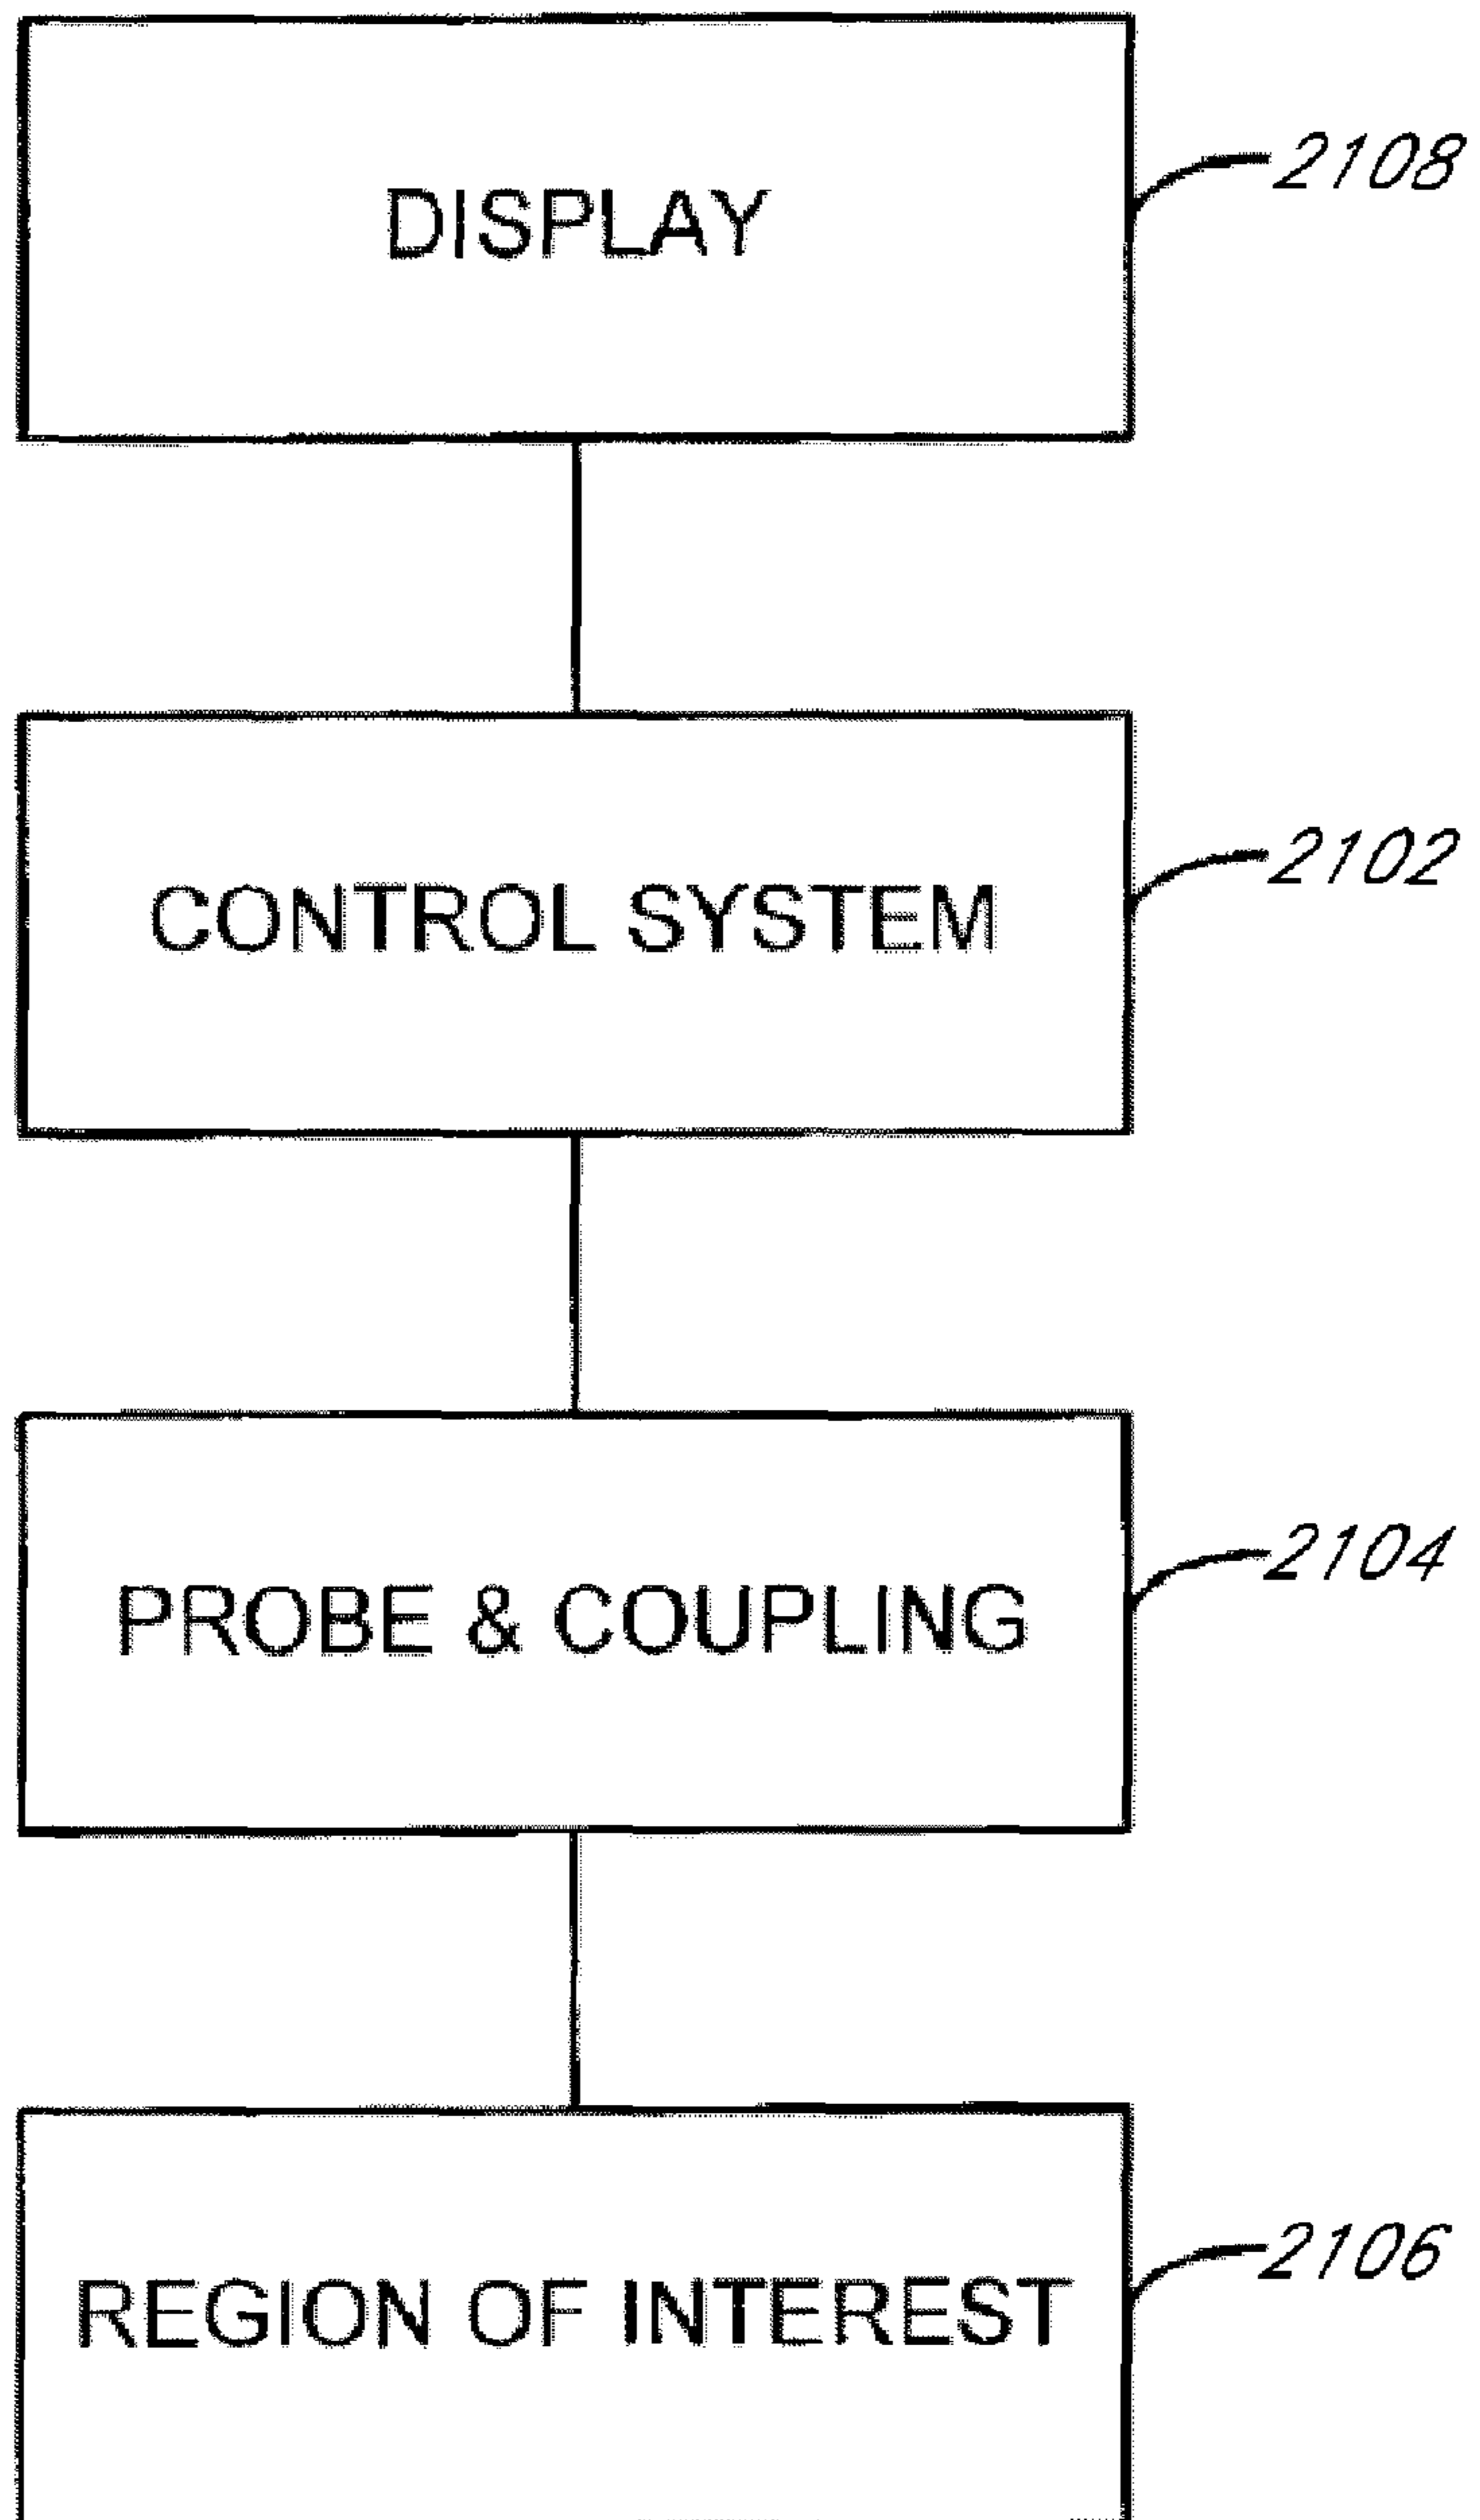 DISPLAY
2108
CONTROL SYSTEM
2102
PROBE & COUPLING
2104
REGION OF INTEREST
2106